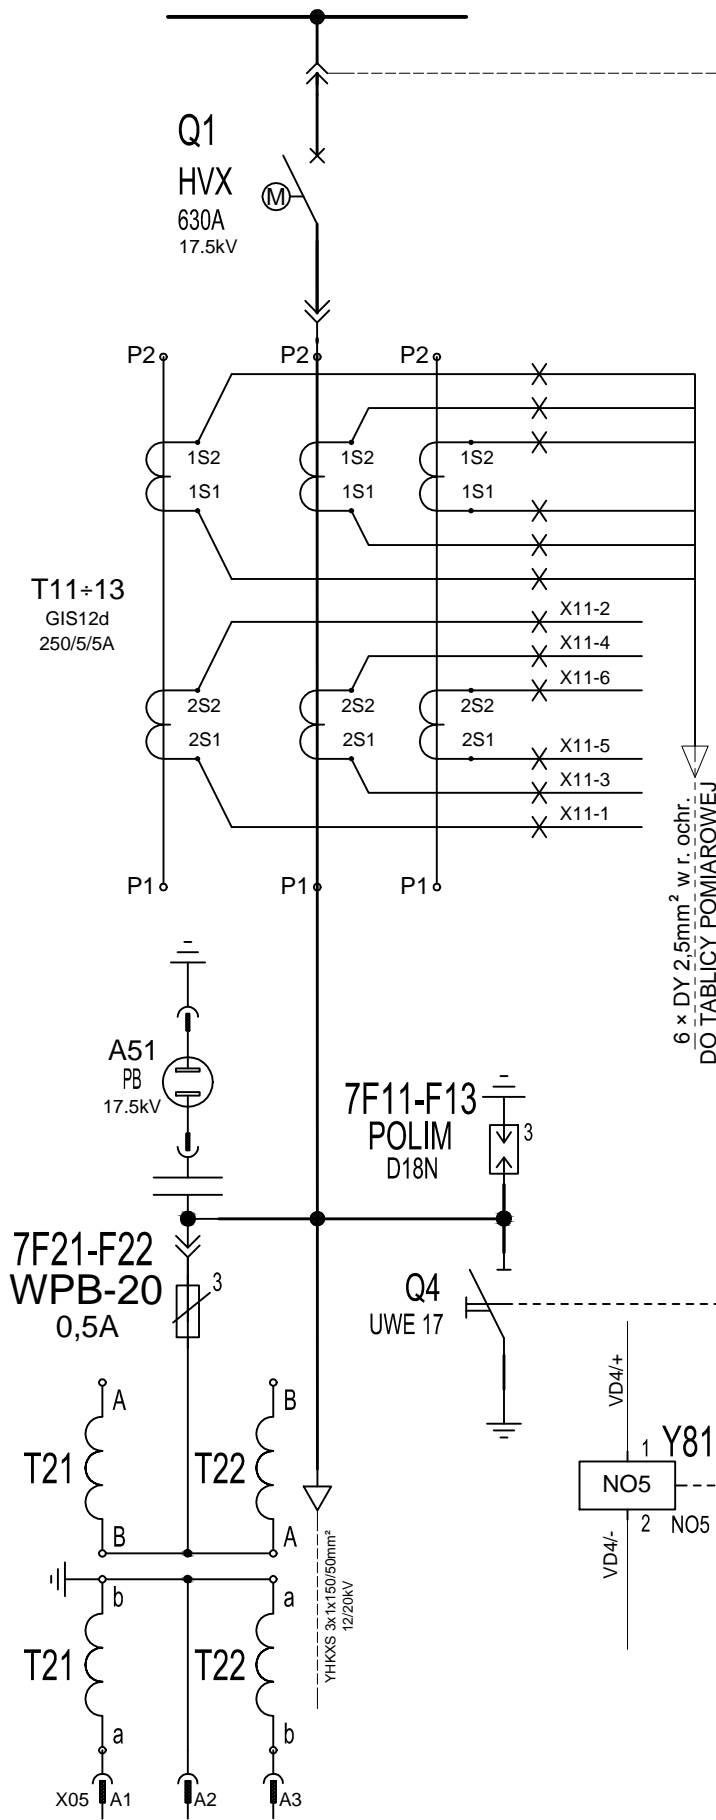 Q1
HVX
630A
17.5kV
M
P2
P2
P2
1S2
1S2
1S2
1S1
1S1
1S1
T11÷13
GIS12d
250/5/5A
X11-2
X11-4
X11-6
2S2
2S2
2S2
2S1
2S1
2S1
X11-5
X11-3
X11-1
P1
P1
P1
6 × DY 2,5mm² w r. ochr.
DO TABLICY POMIAROWEJ
A51
PB
17.5kV
7F11-F13
POLIM
D18N
3
7F21-F22
WPB-20
0,5A
3
Q4
UWE 17
A
B
T21
T22
B
A
VD4/+
1
Y81
NO5
2
NO5
VD4/-
YHKXS 3x1x150/50mm²
12/20kV
b
a
T21
T22
a
b
X05
A1
A2
A3